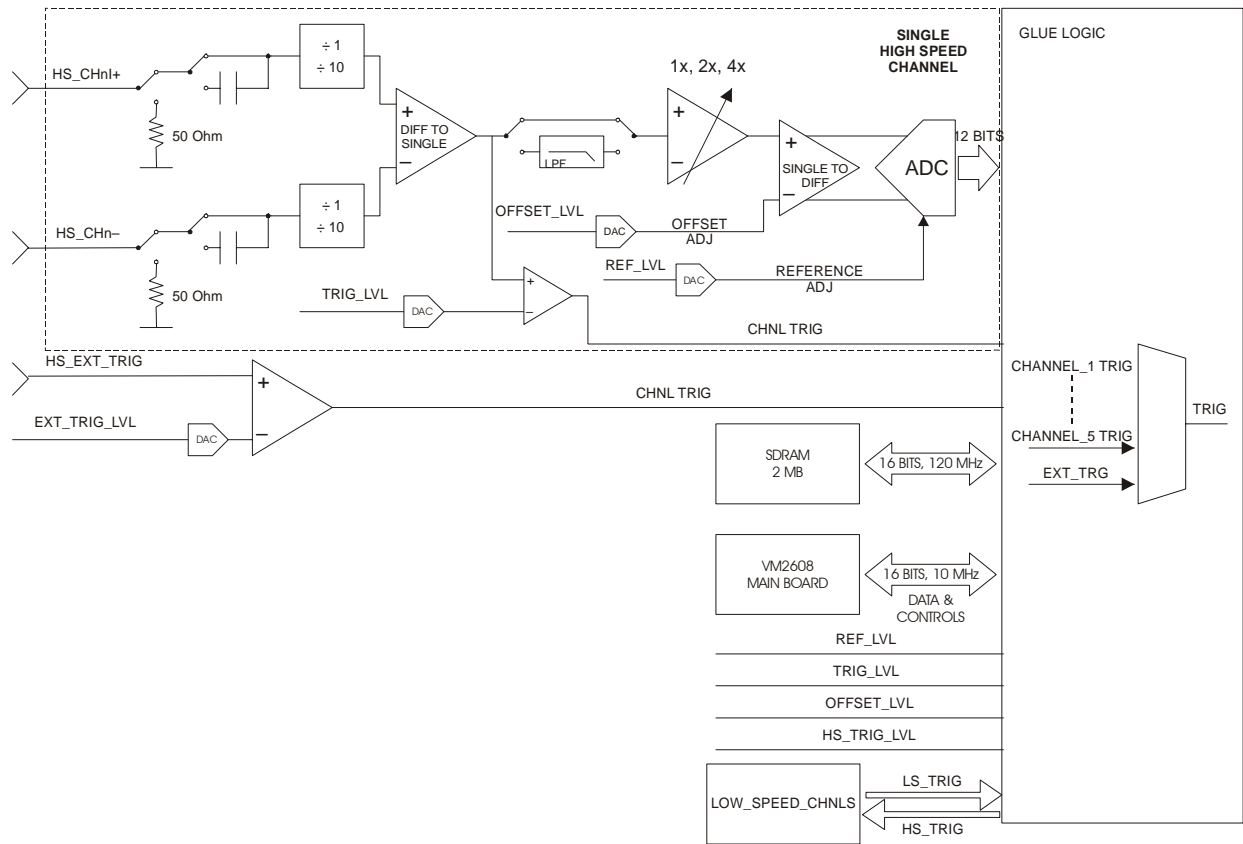 SINGLE
HIGH SPEED
CHANNEL
GLUE LOGIC
HS_CHnI+
÷ 1
÷ 10
50 Ohm
+
DIFF TO
SINGLE
−
LPF
1x, 2x, 4x
+
−
+
SINGLE TO
DIFF
−
ADC
12 BITS
HS_CHn–
÷ 1
÷ 10
50 Ohm
OFFSET_LVL
DAC
OFFSET
ADJ
REF_LVL
DAC
REFERENCE
ADJ
TRIG_LVL
DAC
+
−
CHNL TRIG
HS_EXT_TRIG
+
−
EXT_TRIG_LVL
DAC
CHNL TRIG
CHANNEL_1 TRIG
CHANNEL_5 TRIG
EXT_TRG
TRIG
SDRAM
2 MB
16 BITS, 120 MHz
VM2608
MAIN BOARD
16 BITS, 10 MHz
DATA &
CONTROLS
REF_LVL
TRIG_LVL
OFFSET_LVL
HS_TRIG_LVL
LOW_SPEED_CHNLS
LS_TRIG
HS_TRIG